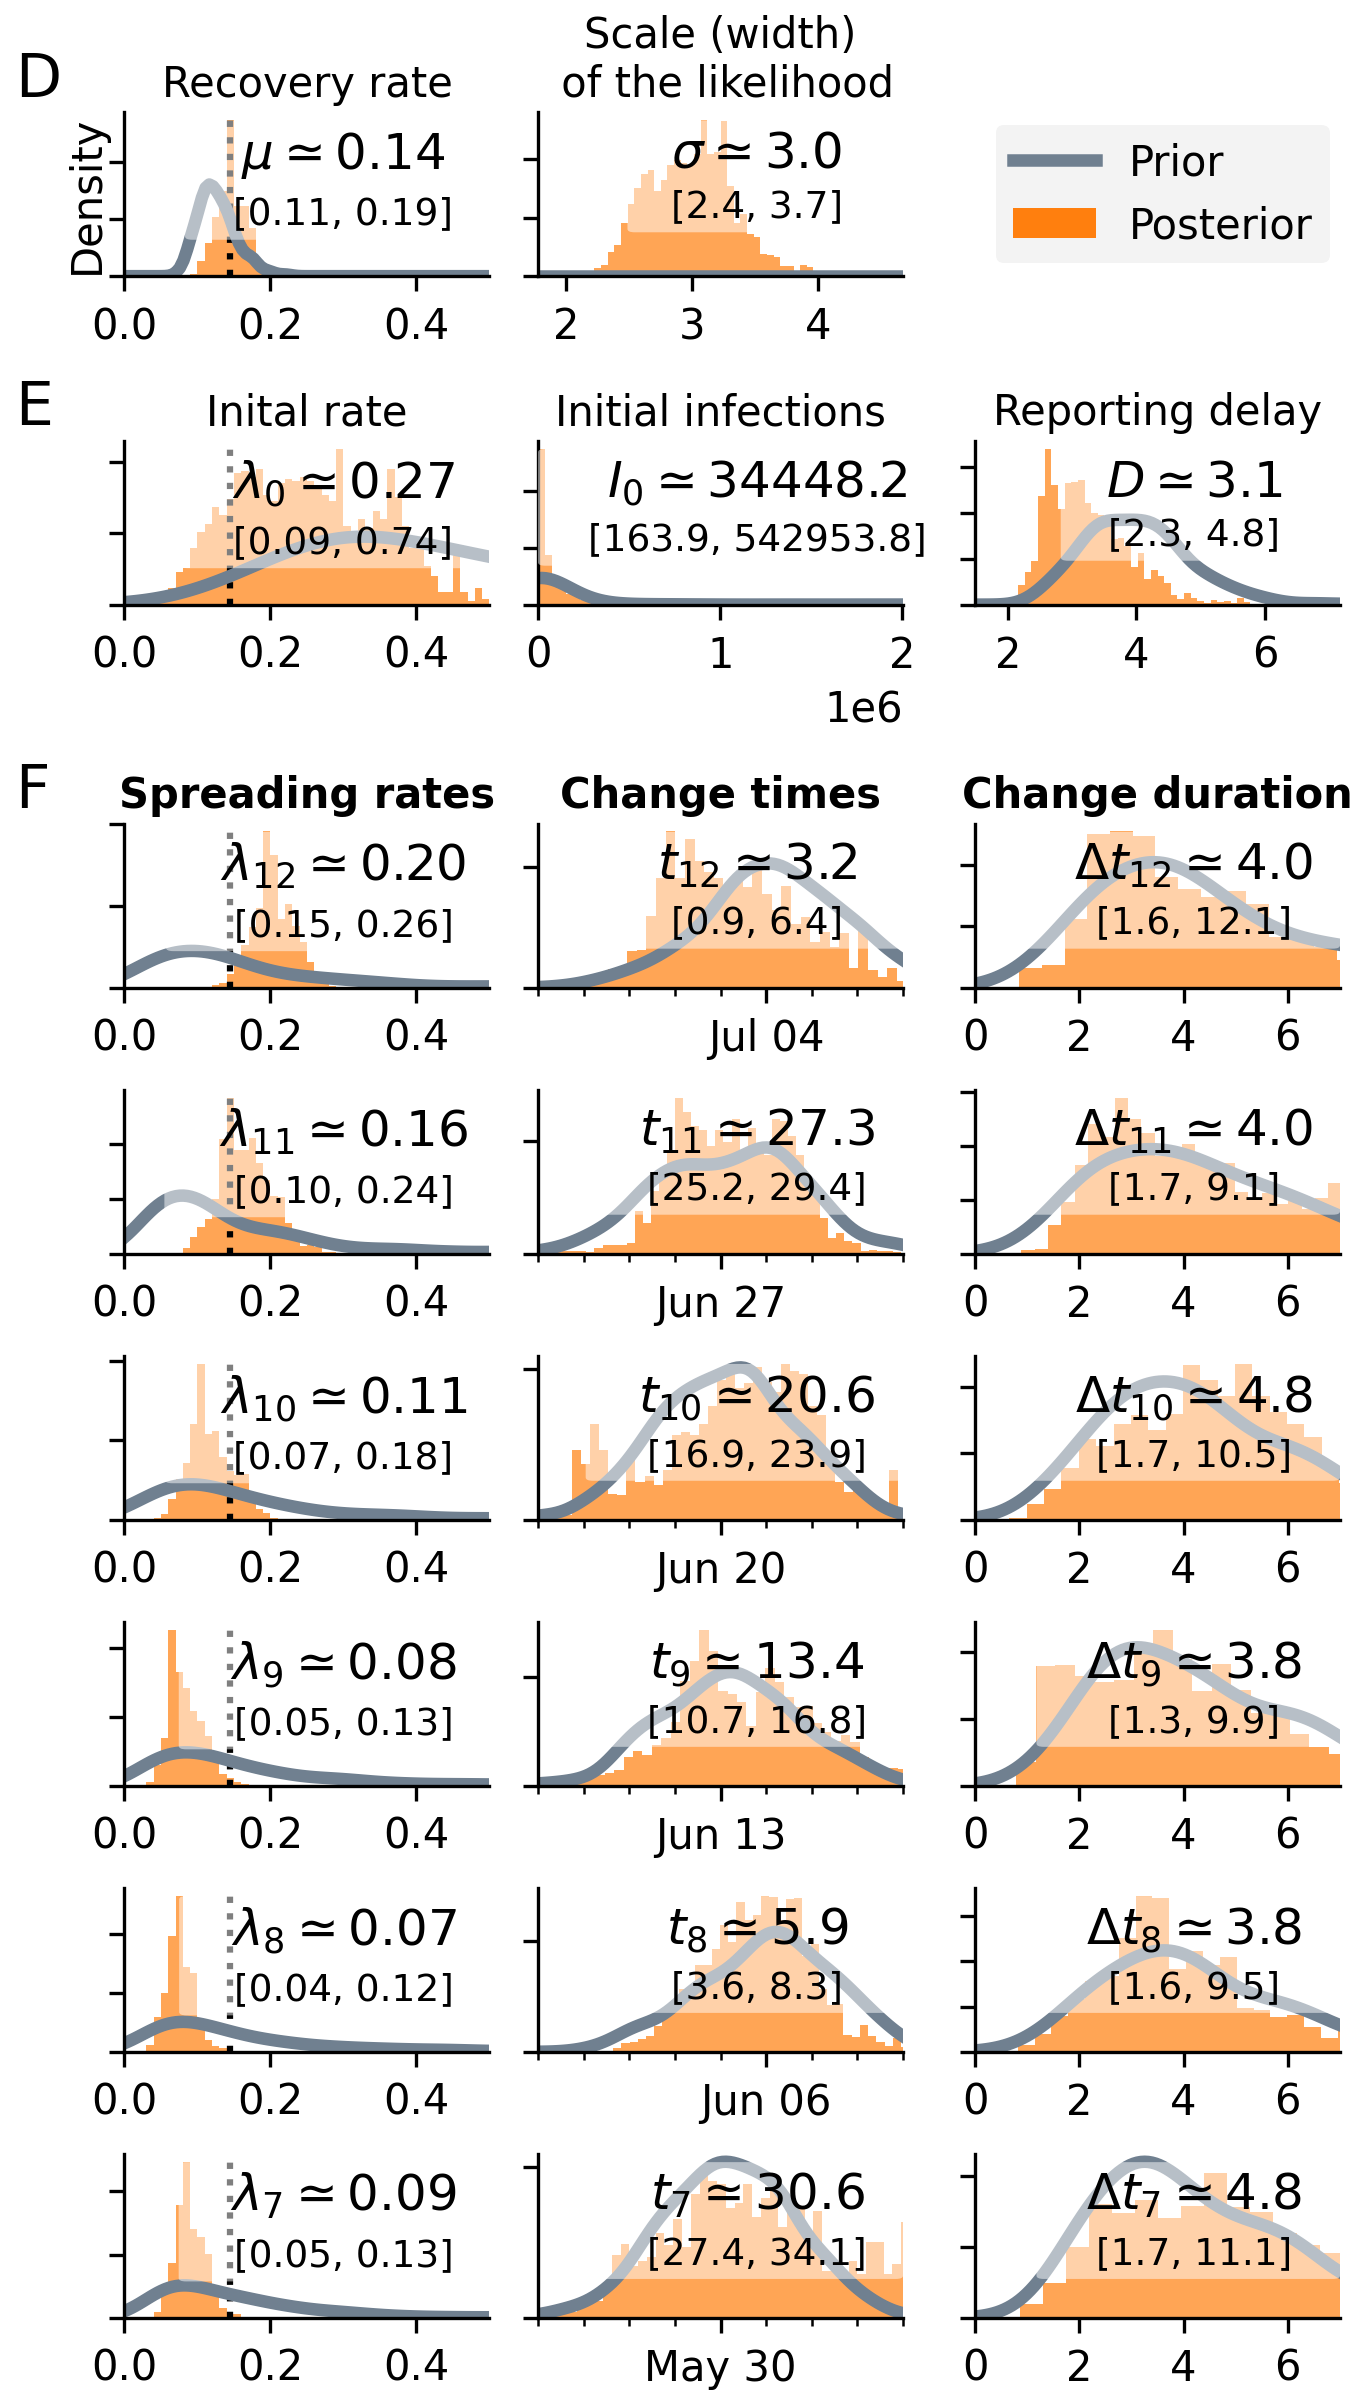 D
Recovery rate
Scale (width)
of the likelihood
Density
μ ≃ 0.14
[0.11, 0.19]
σ ≃ 3.0
[2.4, 3.7]
Prior
Posterior
0.0 0.2 0.4
2 3 4
E
Inital rate
Initial infections
Reporting delay
λ0 ≃ 0.27
[0.09, 0.74]
I0 ≃ 34448.2
[163.9, 542953.8]
D ≃ 3.1
[2.3, 4.8]
0.0 0.2 0.4
0 1 2
1e6
2 4 6
F
Spreading rates
Change times
Change duration
λ12 ≃ 0.20
[0.15, 0.26]
t12 ≃ 3.2
[0.9, 6.4]
Δt12 ≃ 4.0
[1.6, 12.1]
0.0 0.2 0.4
Jul 04
0 2 4 6
λ11 ≃ 0.16
[0.10, 0.24]
t11 ≃ 27.3
[25.2, 29.4]
Δt11 ≃ 4.0
[1.7, 9.1]
0.0 0.2 0.4
Jun 27
0 2 4 6
λ10 ≃ 0.11
[0.07, 0.18]
t10 ≃ 20.6
[16.9, 23.9]
Δt10 ≃ 4.8
[1.7, 10.5]
0.0 0.2 0.4
Jun 20
0 2 4 6
λ9 ≃ 0.08
[0.05, 0.13]
t9 ≃ 13.4
[10.7, 16.8]
Δt9 ≃ 3.8
[1.3, 9.9]
0.0 0.2 0.4
Jun 13
0 2 4 6
λ8 ≃ 0.07
[0.04, 0.12]
t8 ≃ 5.9
[3.6, 8.3]
Δt8 ≃ 3.8
[1.6, 9.5]
0.0 0.2 0.4
Jun 06
0 2 4 6
λ7 ≃ 0.09
[0.05, 0.13]
t7 ≃ 30.6
[27.4, 34.1]
Δt7 ≃ 4.8
[1.7, 11.1]
0.0 0.2 0.4
May 30
0 2 4 6